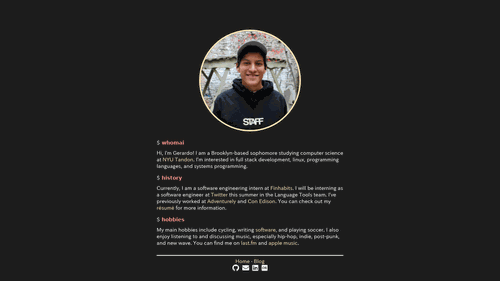 STAFF
$ whomai
Hi, I'm Gerardo! I am a Brooklyn-based sophomore studying computer science
at NYU Tandon. I'm interested in full stack development, linux, programming
languages, and systems programming.
$ history
Currently, I am a software engineering intern at Finhabits. I will be interning as
a software engineer at Twitter this summer in the Language Tools team. I've
previously worked at Adventurely and Con Edison. You can check out my
résumé for more information.
$ hobbies
My main hobbies include cycling, writing software, and playing soccer. I also
enjoy listening to and discussing music, especially hip-hop, indie, post-punk,
and new wave. You can find me on last.fm and apple music.
Home · Blog